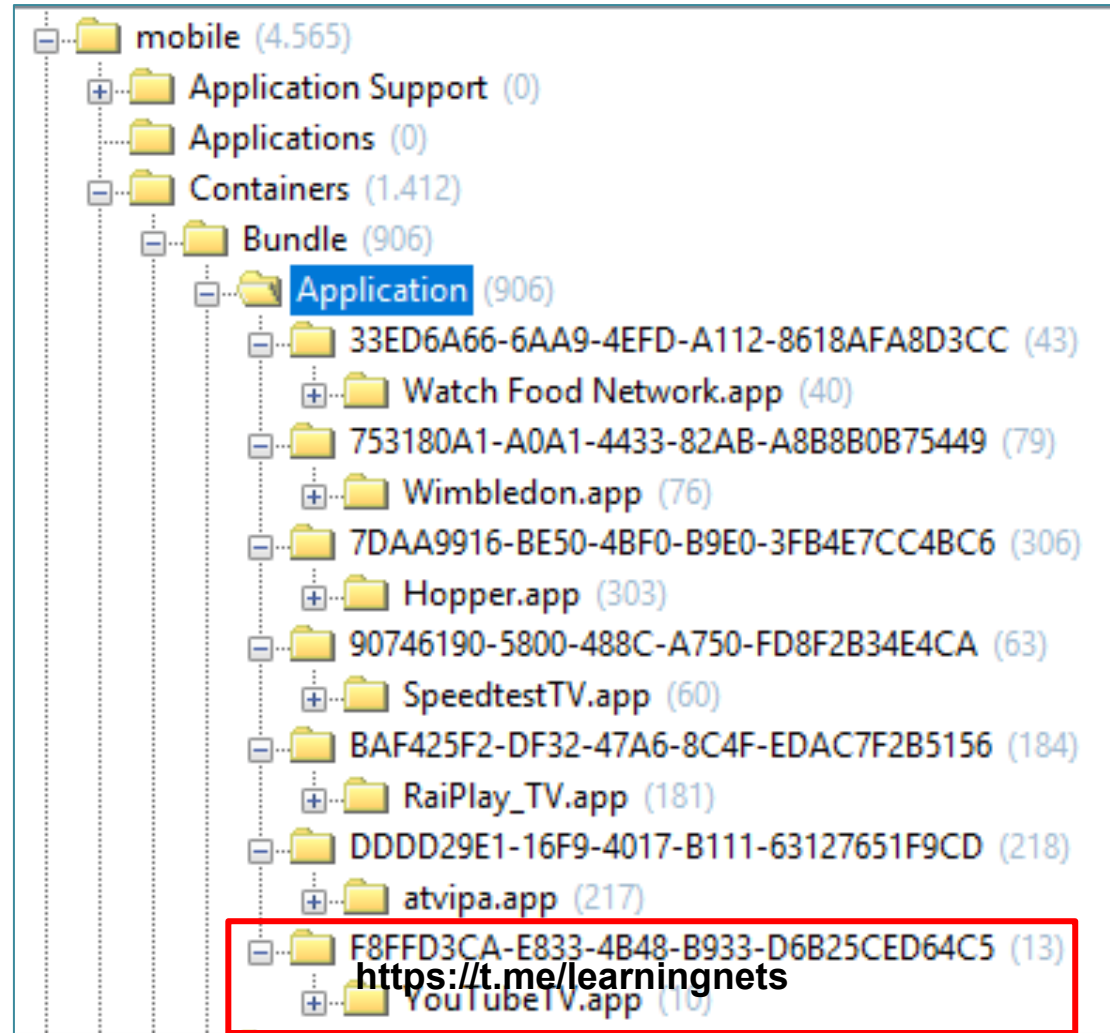 mobile (4.565)
Application Support (0)
Applications (0)
Containers (1.412)
Bundle (906)
Application (906)
33ED6A66-6AA9-4EFD-A112-8618AFA8D3CC (43)
Watch Food Network.app (40)
753180A1-A0A1-4433-82AB-A8B8B0B75449 (79)
Wimbledon.app (76)
7DAA9916-BE50-4BF0-B9E0-3FB4E7CC4BC6 (306)
Hopper.app (303)
90746190-5800-488C-A750-FD8F2B34E4CA (63)
SpeedtestTV.app (60)
BAF425F2-DF32-47A6-8C4F-EDAC7F2B5156 (184)
RaiPlay_TV.app (181)
DDDD29E1-16F9-4017-B111-63127651F9CD (218)
atvipa.app (217)
F8FFD3CA-E833-4B48-B933-D6B25CED64C5 (13)
https://t.me/learningnets
YouTubeTV.app (10)